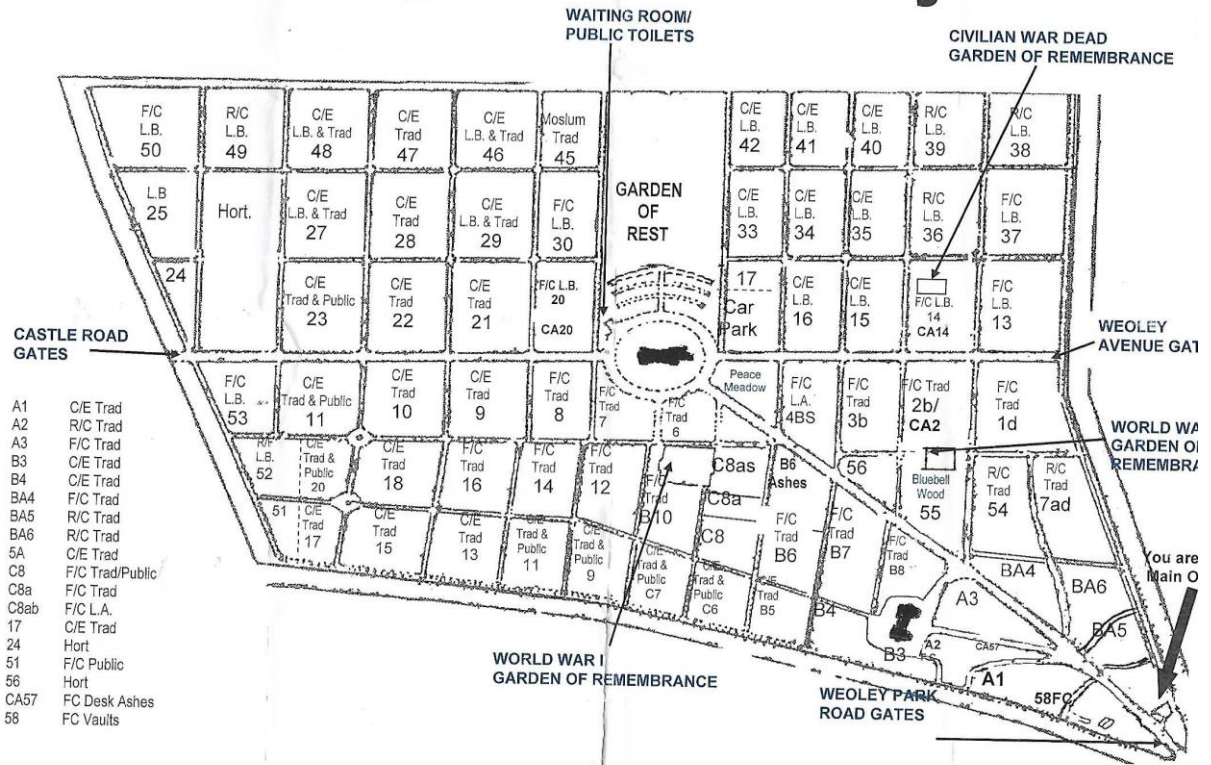 WAITING ROOM/
PUBLIC TOILETS
CIVILIAN WAR DEAD
GARDEN OF REMEMBRANCE
F/C
L.B.
50
R/C
L.B.
49
C/E
L.B. & Trad
48
C/E
Trad
47
C/E
L.B. & Trad
46
Moslum
Trad
45
C/E
L.B.
42
C/E
L.B.
41
C/E
L.B.
40
R/C
L.B.
39
R/C
L.B.
38
L.B
25
Hort.
C/E
L.B. & Trad
27
C/E
Trad
28
C/E
L.B. & Trad
29
F/C
L.B.
30
GARDEN
OF
REST
C/E
L.B.
33
C/E
L.B.
34
C/E
L.B.
35
R/C
L.B.
36
F/C
L.B.
37
24
C/E
Trad & Public
23
C/E
Trad
22
C/E
Trad
21
F/C L.B.
20
CA20
17
Car
Park
C/E
L.B.
16
C/E
L.B.
15
F/C L.B.
14
CA14
F/C
L.B.
13
CASTLE ROAD
GATES
WEOLEY
AVENUE GAT
F/C
L.B.
53
C/E
Trad & Public
11
C/E
Trad
10
C/E
Trad
9
F/C
Trad
8
F/C
Trad
7
F/C
Trad
6
Peace
Meadow
F/C
L.A.
4BS
F/C
Trad
3b
F/C Trad
2b/
CA2
F/C
Trad
1d
WORLD WA
GARDEN O
REMEMBRA
L.B.
52
C/E
Trad
&
Public
20
C/E
Trad
18
F/C
Trad
16
F/C
Trad
14
F/C
Trad
12
F/C
Trad
B10
C8as
C8a
B6
Ashes
56
Bluebell
Wood
55
R/C
Trad
54
R/C
Trad
7ad
51
C/E
Trad
17
C/E
Trad
15
C/E
Trad
13
C/E
Trad
&
Public
11
C/E
Trad &
Public
9
C/E
Trad &
Public
C7
C8
C/E
Trad &
Public
C6
F/C
Trad
B6
C/E
Trad
B5
F/C
Trad
B7
B4
F/C
Trad
B8
BA4
BA6
BA5
A3
B3
A2
CA57
A1
58FC
You are
Main O
WORLD WAR I
GARDEN OF REMEMBRANCE
WEOLEY PARK
ROAD GATES
A1 C/E Trad
A2 R/C Trad
A3 F/C Trad
B3 C/E Trad
B4 C/E Trad
BA4 F/C Trad
BA5 R/C Trad
BA6 R/C Trad
5A C/E Trad
C8 F/C Trad/Public
C8a F/C Trad
C8ab F/C L.A.
17 C/E Trad
24 Hort
51 F/C Public
56 Hort
CA57 FC Desk Ashes
58 FC Vaults